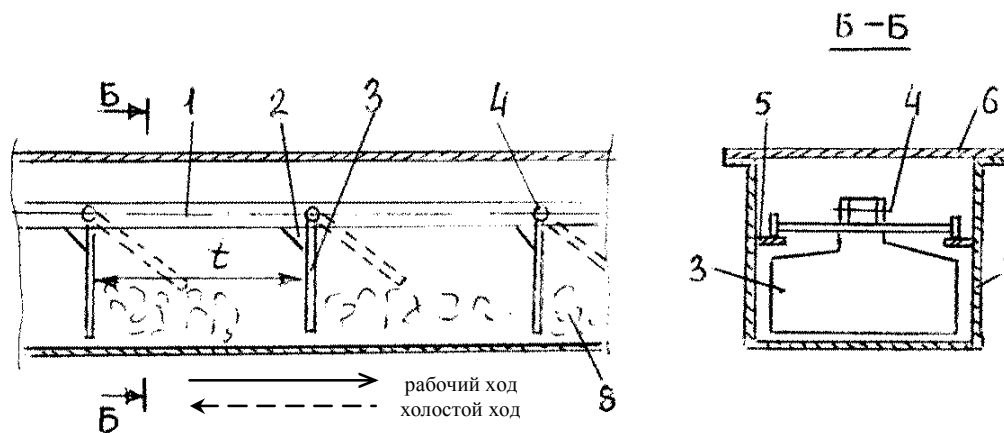 Б – Б
Б 1 2 3 4
5 4 6
t
3
8
Б
рабочий ход
холостой ход